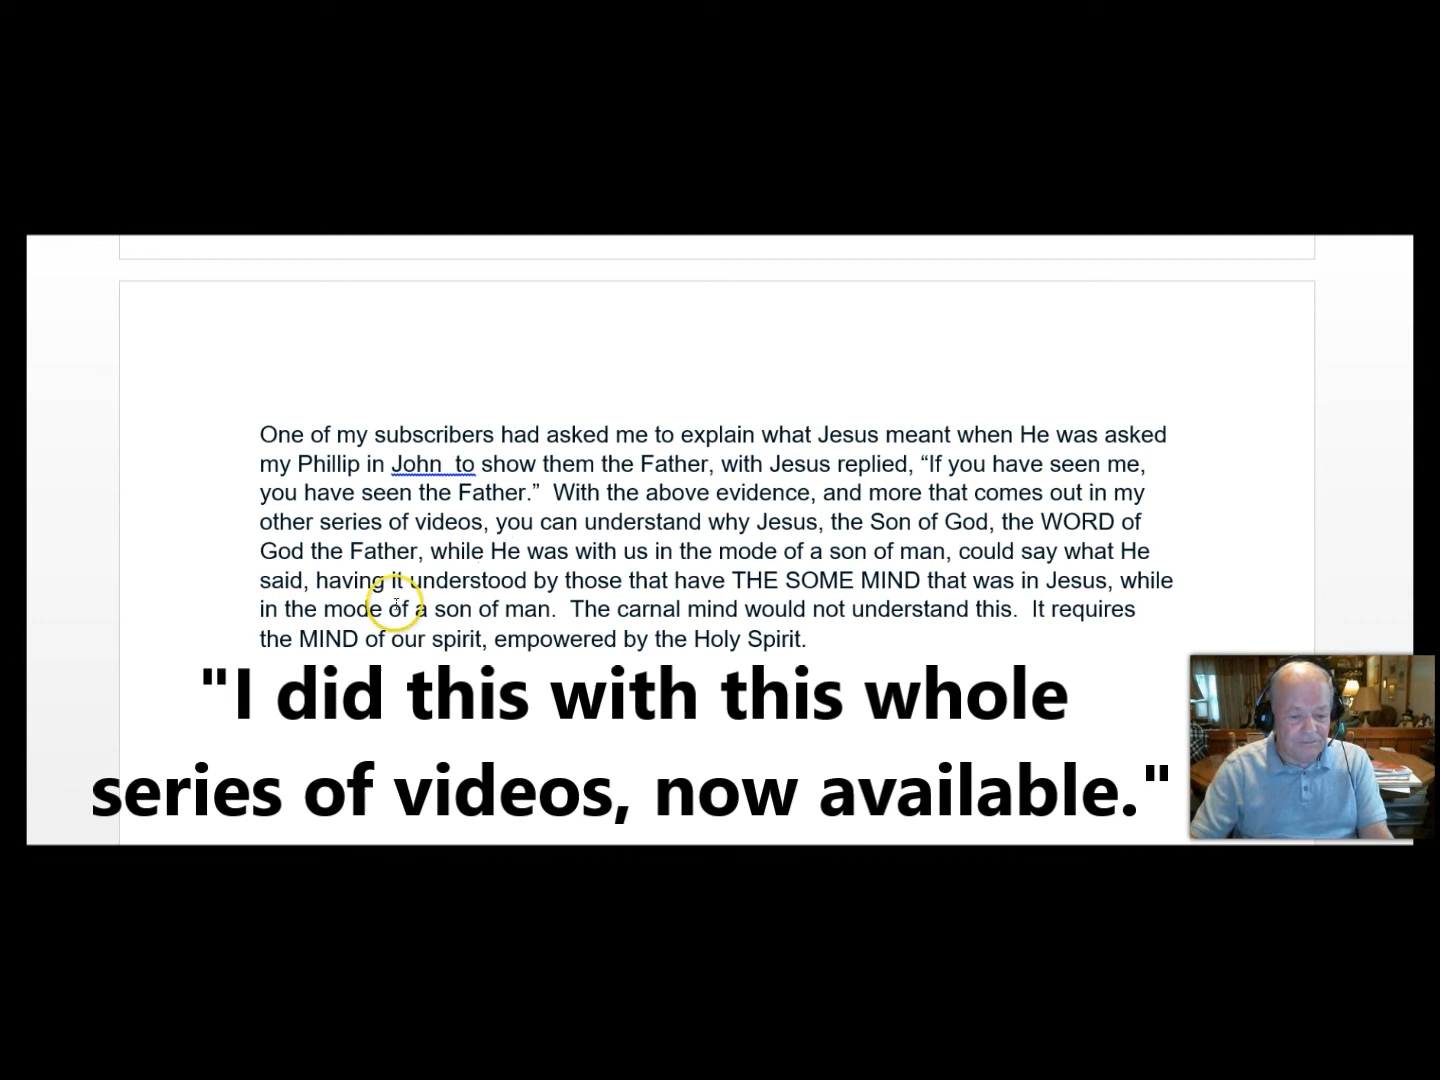 One of my subscribers had asked me to explain what Jesus meant when He was asked
my Phillip in John  to show them the Father, with Jesus replied, “If you have seen me,
you have seen the Father.”  With the above evidence, and more that comes out in my
other series of videos, you can understand why Jesus, the Son of God, the WORD of
God the Father, while He was with us in the mode of a son of man, could say what He
said, having it understood by those that have THE SOME MIND that was in Jesus, while
in the mode of a son of man.  The carnal mind would not understand this.  It requires
the MIND of our spirit, empowered by the Holy Spirit.
"I did this with this whole
series of videos, now available."